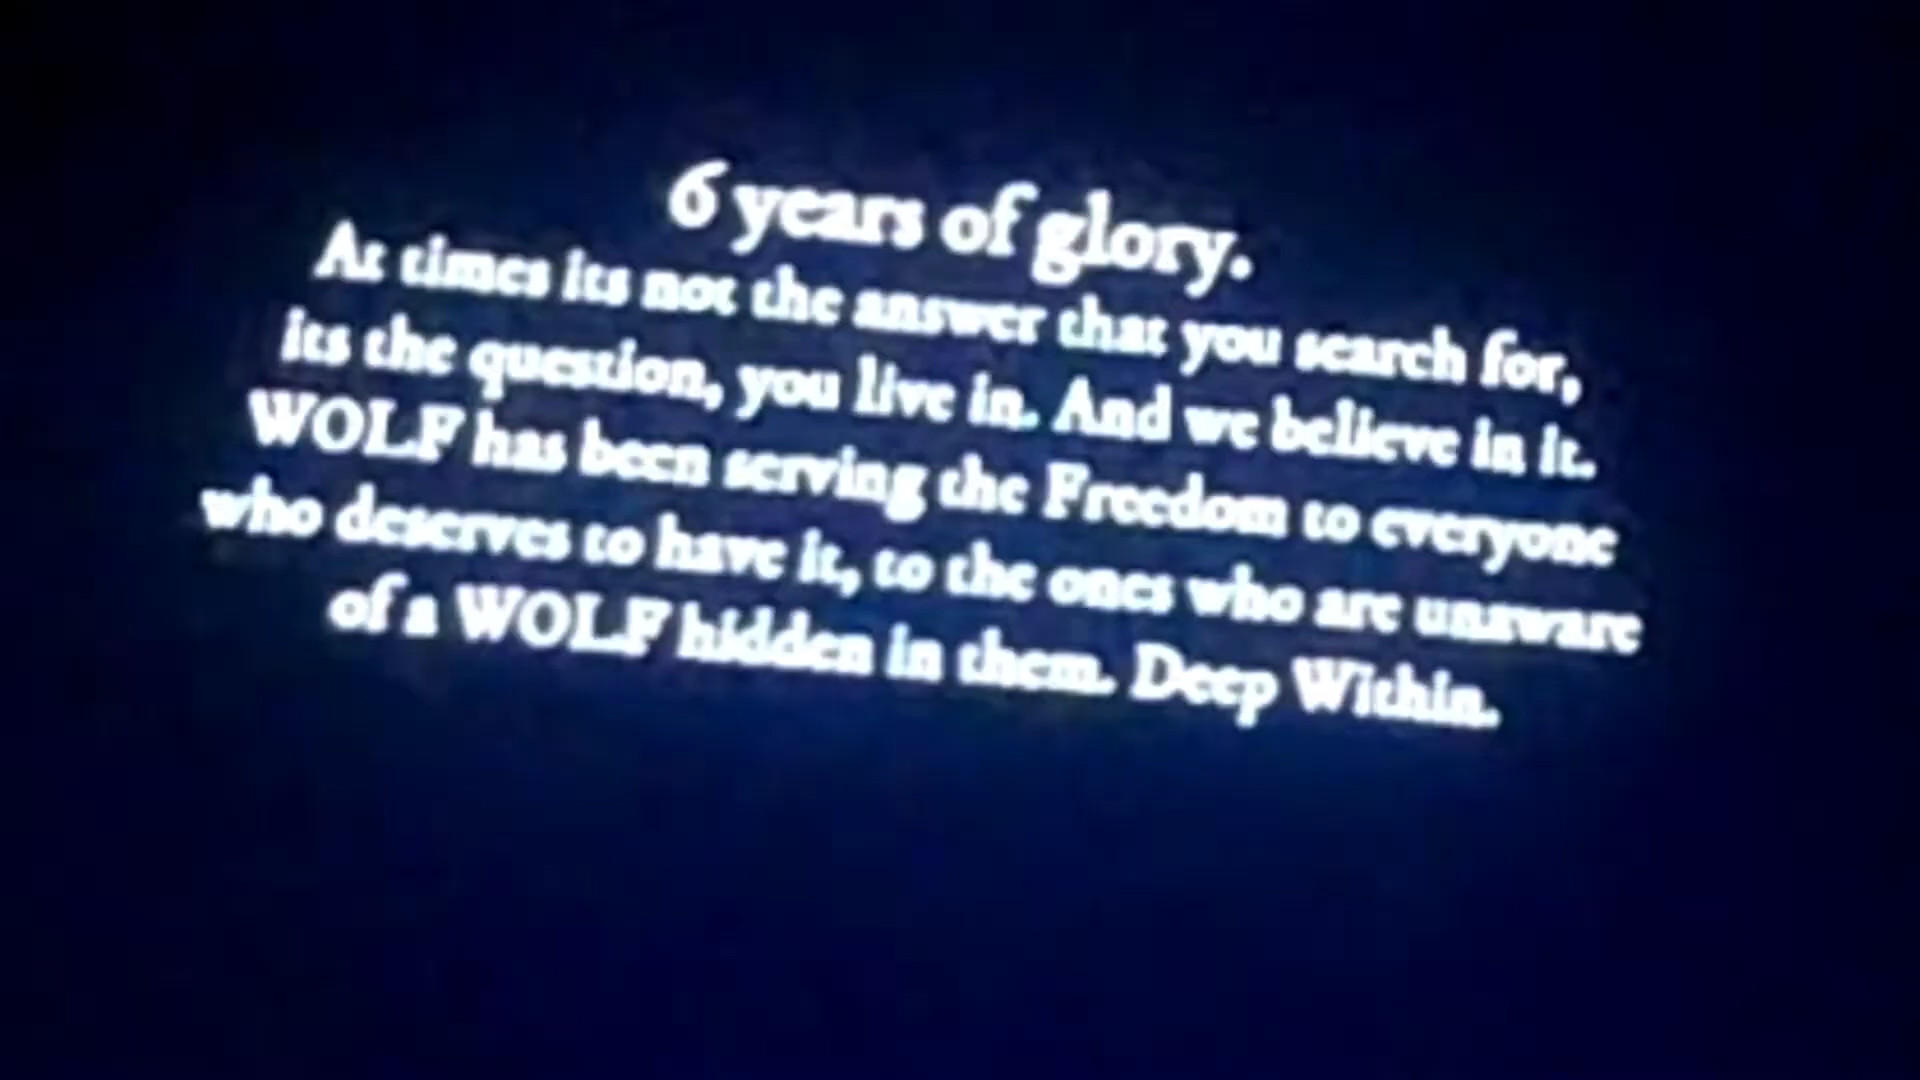 6 years of glory.
At times its not the answer that you search for,
its the question, you live in. And we believe in it.
WOLF has been serving the Freedom to everyone
who deserves to have it, to the ones who are unaware
of a WOLF hidden in them. Deep Within.